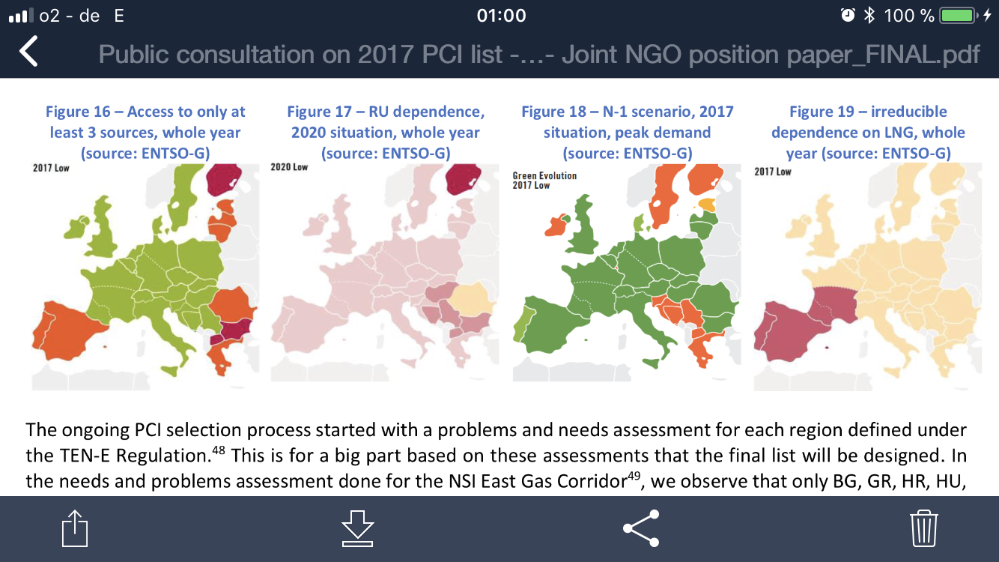 o2 - de E 01:00 100 %
Public consultation on 2017 PCI list -...- Joint NGO position paper_FINAL.pdf
Figure 16 – Access to only at
least 3 sources, whole year
(source: ENTSO-G)
2017 Low
Figure 17 – RU dependence,
2020 situation, whole year
(source: ENTSO-G)
2020 Low
Figure 18 – N-1 scenario, 2017
situation, peak demand
(source: ENTSO-G)
Green Evolution
2017 Low
Figure 19 – irreducible
dependence on LNG, whole
year (source: ENTSO-G)
2017 Low
The ongoing PCI selection process started with a problems and needs assessment for each region defined under
the TEN-E Regulation.48 This is for a big part based on these assessments that the final list will be designed. In
the needs and problems assessment done for the NSI East Gas Corridor49, we observe that only BG, GR, HR, HU,